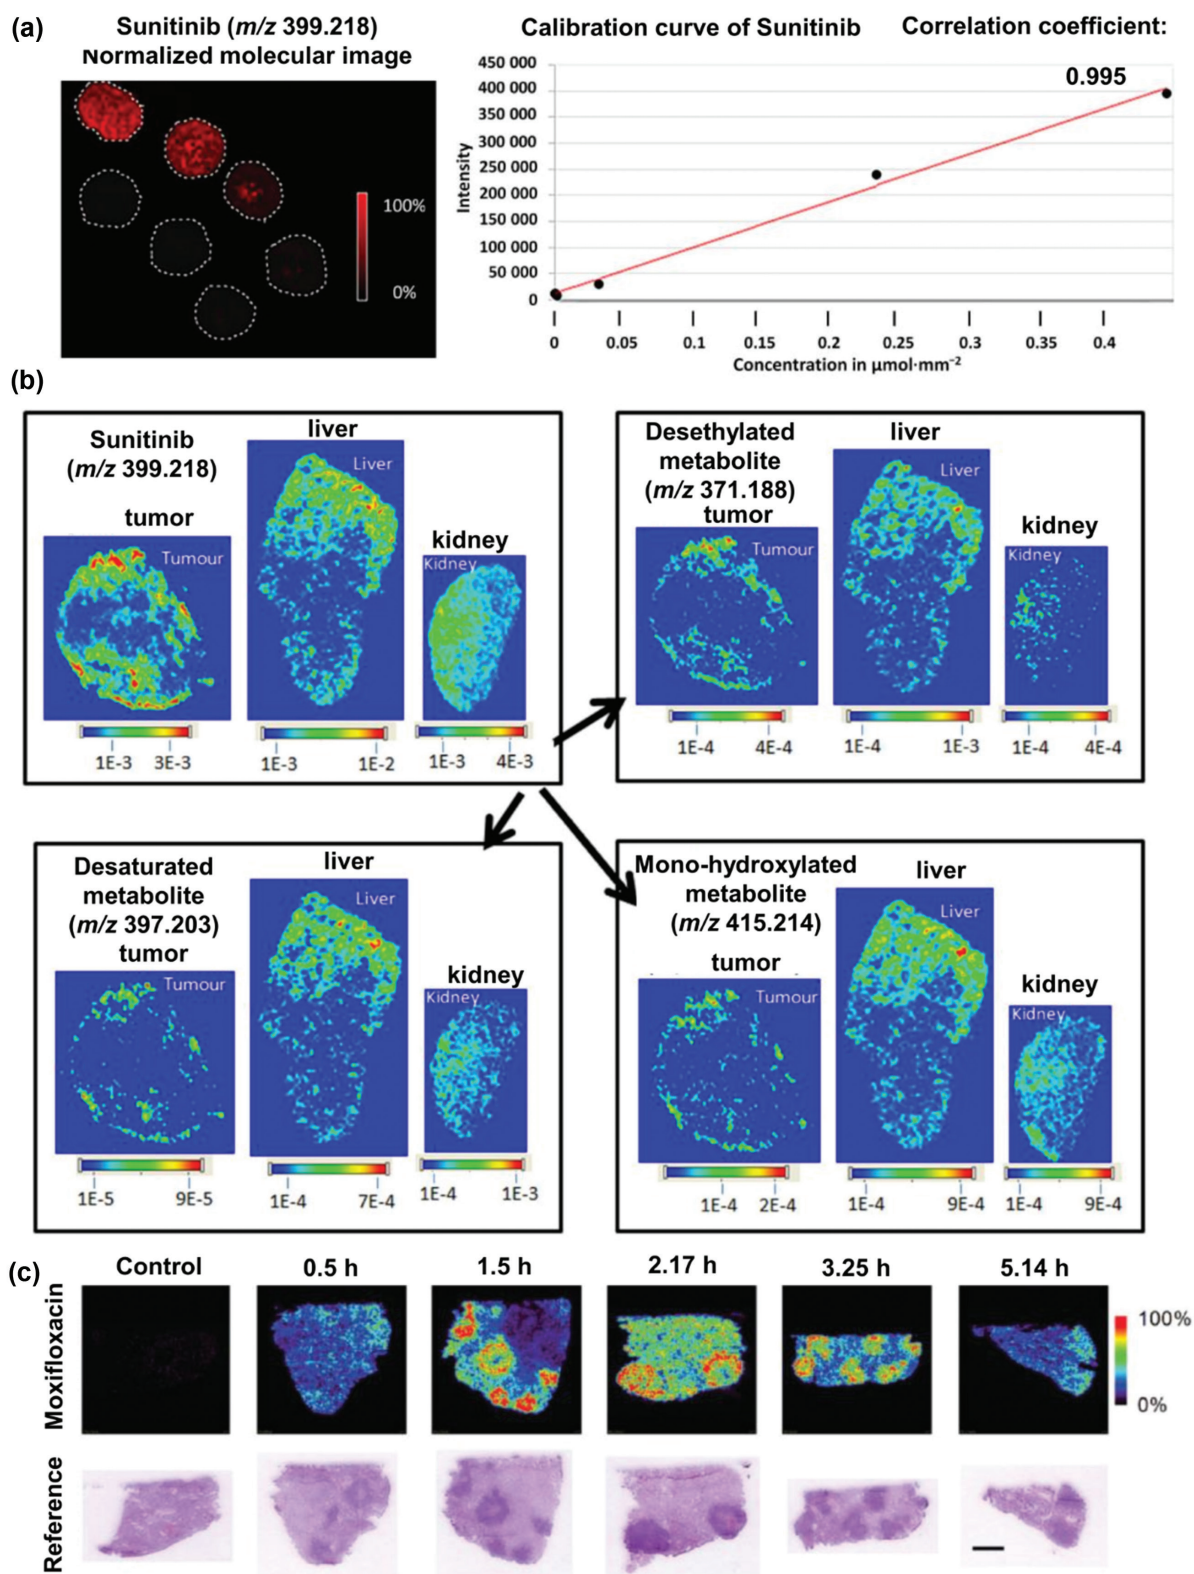 (a)
Sunitinib (m/z 399.218)
Normalized molecular image
100%
0%
Calibration curve of Sunitinib
Correlation coefficient:
0.995
Intensity
450 000
400 000
350 000
300 000
250 000
200 000
150 000
100 000
50 000
0
0 0.05 0.1 0.15 0.2 0.25 0.3 0.35 0.4
Concentration in μmol·mm⁻²
(b)
Sunitinib
(m/z 399.218)
tumor
Tumour
1E-3 3E-3
liver
Liver
1E-3 1E-2
kidney
Kidney
1E-3 4E-3
Desethylated
metabolite
(m/z 371.188)
tumor
Tumour
1E-4 4E-4
liver
Liver
1E-4 1E-3
kidney
Kidney
1E-4 4E-4
Desaturated
metabolite
(m/z 397.203)
tumor
Tumour
1E-5 9E-5
liver
Liver
1E-4 7E-4
kidney
Kidney
1E-4 1E-3
Mono-hydroxylated
metabolite
(m/z 415.214)
tumor
Tumour
1E-4 2E-4
liver
Liver
1E-4 9E-4
kidney
Kidney
1E-4 9E-4
(c)
Control 0.5 h 1.5 h 2.17 h 3.25 h 5.14 h
Moxifloxacin
100%
0%
Reference